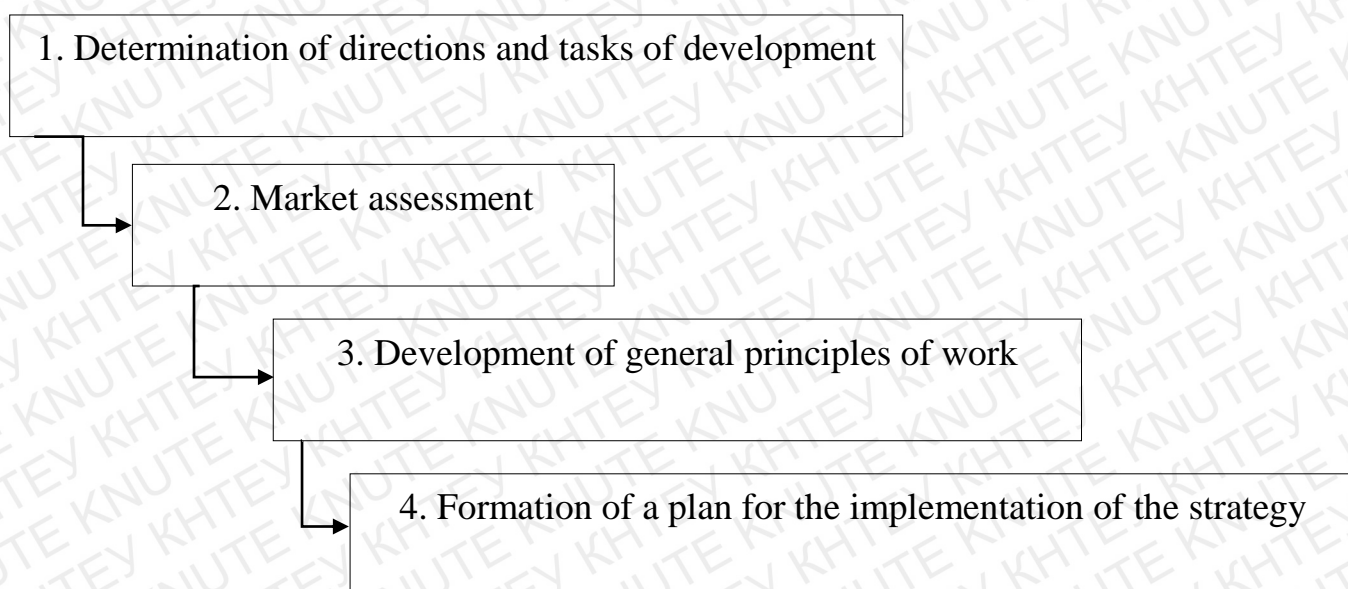 1. Determination of directions and tasks of development
2. Market assessment
3. Development of general principles of work
4. Formation of a plan for the implementation of the strategy